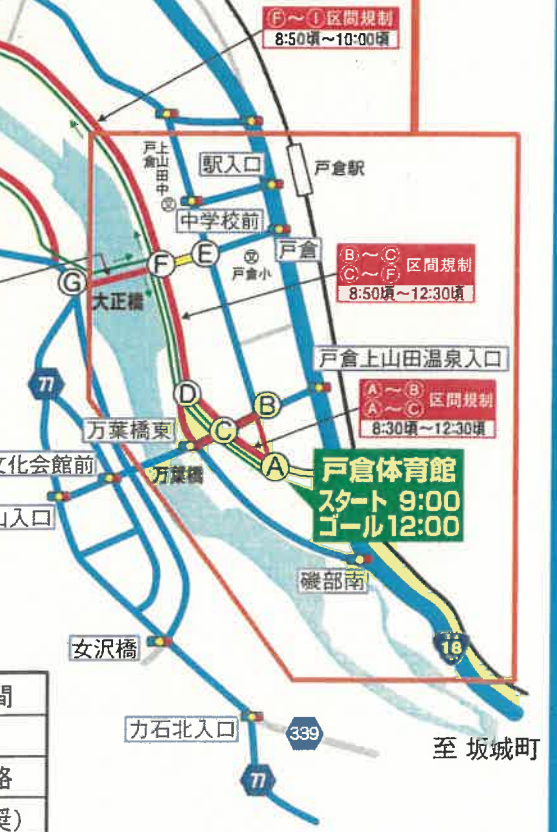 Ⓕ～Ⓘ区間規制
8:50頃～10:00頃
上山田中
戸倉
文
駅入口
戸倉駅
中学校前
E
文
戸倉小
戸倉
F
G
大正橋
Ⓑ～Ⓒ
Ⓒ～Ⓕ
区間規制
8:50頃～12:30頃
戸倉上山田温泉入口
77
D
B
Ⓐ～Ⓑ
Ⓐ～Ⓒ
区間規制
8:30頃～12:30頃
万葉橋東
C
文化会館前
万葉橋
A
戸倉体育館
スタート 9:00
ゴール12:00
山入口
磯部南
女沢橋
18
間
力石北入口
339
至 坂城町
路
77
奨）